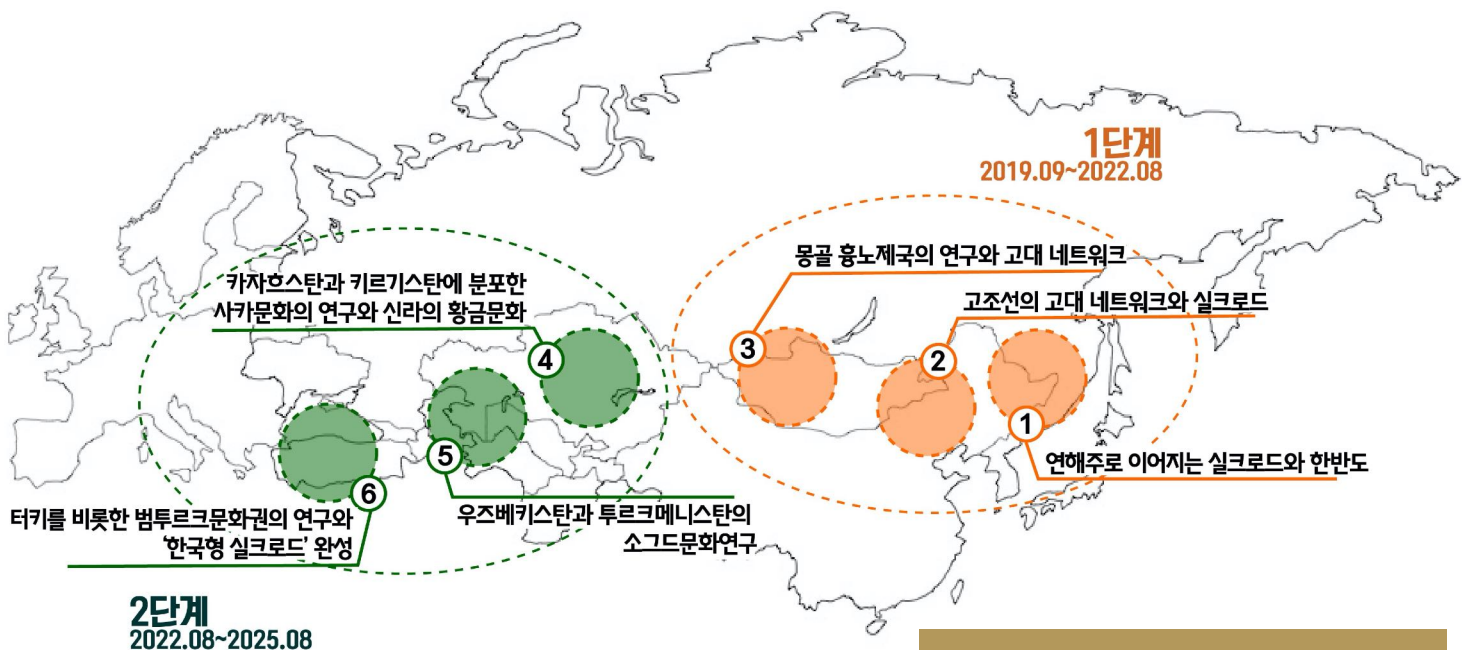 1단계
2019.09~2022.08
몽골 흉노제국의 연구와 고대 네트워크
카자흐스탄과 키르기스탄에 분포한
사카문화의 연구와 신라의 황금문화
고조선의 고대 네트워크와 실크로드
3
2
4
1
5
연해주로 이어지는 실크로드와 한반도
6
터키를 비롯한 범투르크문화권의 연구와
'한국형 실크로드' 완성
우즈베키스탄과 투르크메니스탄의
소그드문화연구
2단계
2022.08~2025.08